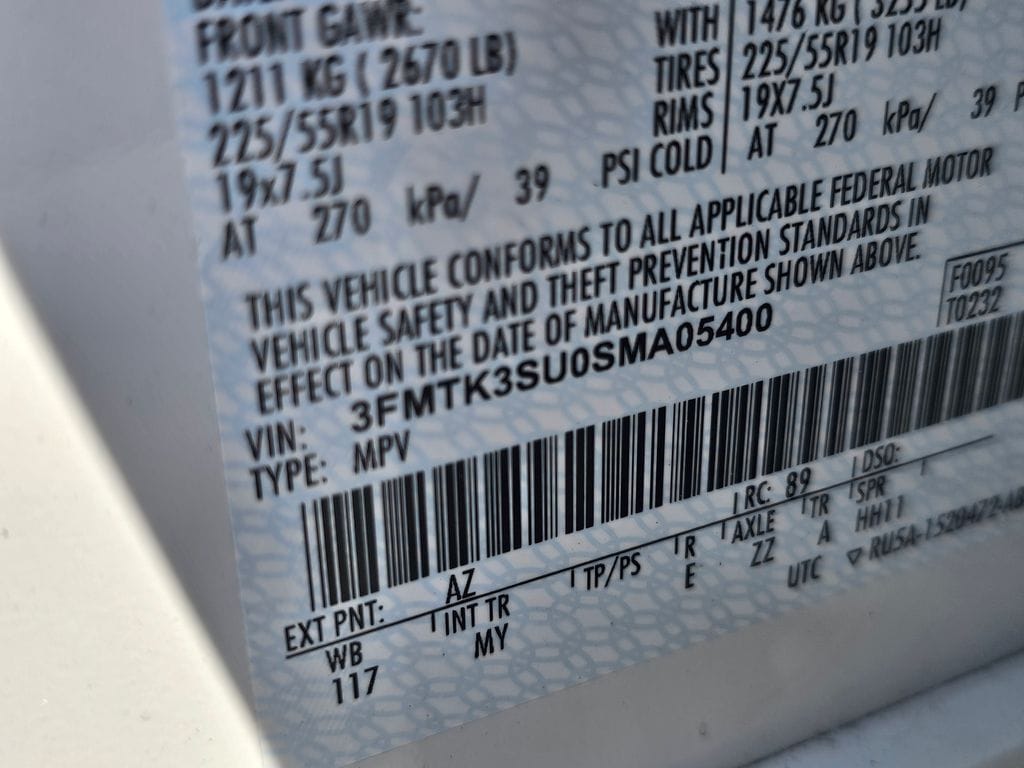 FRONT GAWR: WITH 1476 KG ( 3255 LB)
1211 KG ( 2670 LB) TIRES 225/55R19 103H
225/55R19 103H RIMS 19X7.5J
19x7.5J PSI COLD AT 270 kPa/ 39
AT 270 kPa/ 39
THIS VEHICLE CONFORMS TO ALL APPLICABLE FEDERAL MOTOR
VEHICLE SAFETY AND THEFT PREVENTION STANDARDS IN
EFFECT ON THE DATE OF MANUFACTURE SHOWN ABOVE.
F0095
T0232
VIN: 3FMTK3SU0SMA05400
TYPE: MPV
EXT PNT: AZ RC: 89 DSO:
WB INT TR TP/PS R AXLE TR SPR
117 MY E ZZ A HH11
UTC RU5A-1520472-